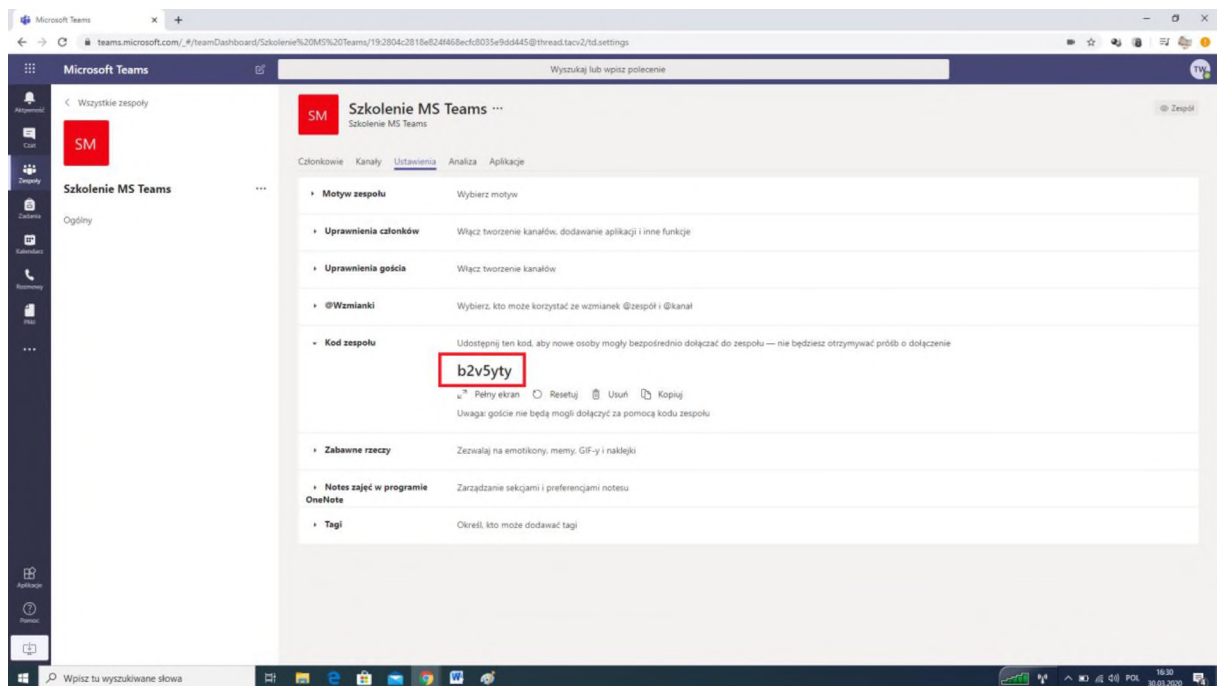 Microsoft Teams
teams.microsoft.com/_#/teamDashboard/Szkolenie%20MS%20Teams/19:2804c2818e824f468ecfc8035e9dd445@thread.tacv2/td.settings
Microsoft Teams
Wyszukaj lub wpisz polecenie
TW
Aktywność
Czat
Zespoły
Zadania
Kalendarz
Rozmowy
Pliki
Aplikacje
Pomoc
Wszystkie zespoły
SM
Szkolenie MS Teams
Ogólny
SM
Szkolenie MS Teams
Szkolenie MS Teams
Zespół
Członkowie Kanały Ustawienia Analiza Aplikacje
Motyw zespołu Wybierz motyw
Uprawnienia członków Włącz tworzenie kanałów, dodawanie aplikacji i inne funkcje
Uprawnienia gościa Włącz tworzenie kanałów
@Wzmianki Wybierz, kto może korzystać ze wzmianek @zespół i @kanał
Kod zespołu Udostępnij ten kod, aby nowe osoby mogły bezpośrednio dołączać do zespołu — nie będziesz otrzymywać próśb o dołączenie
b2v5yty
Pełny ekran Resetuj Usuń Kopiuj
Uwaga: goście nie będą mogli dołączyć za pomocą kodu zespołu
Zabawne rzeczy Zezwalaj na emotikony, memy, GIF-y i naklejki
Notes zajęć w programie Zarządzanie sekcjami i preferencjami notesu
OneNote
Tagi Określ, kto może dodawać tagi
Wpisz tu wyszukiwane słowa
POL
16:30
30.03.2020